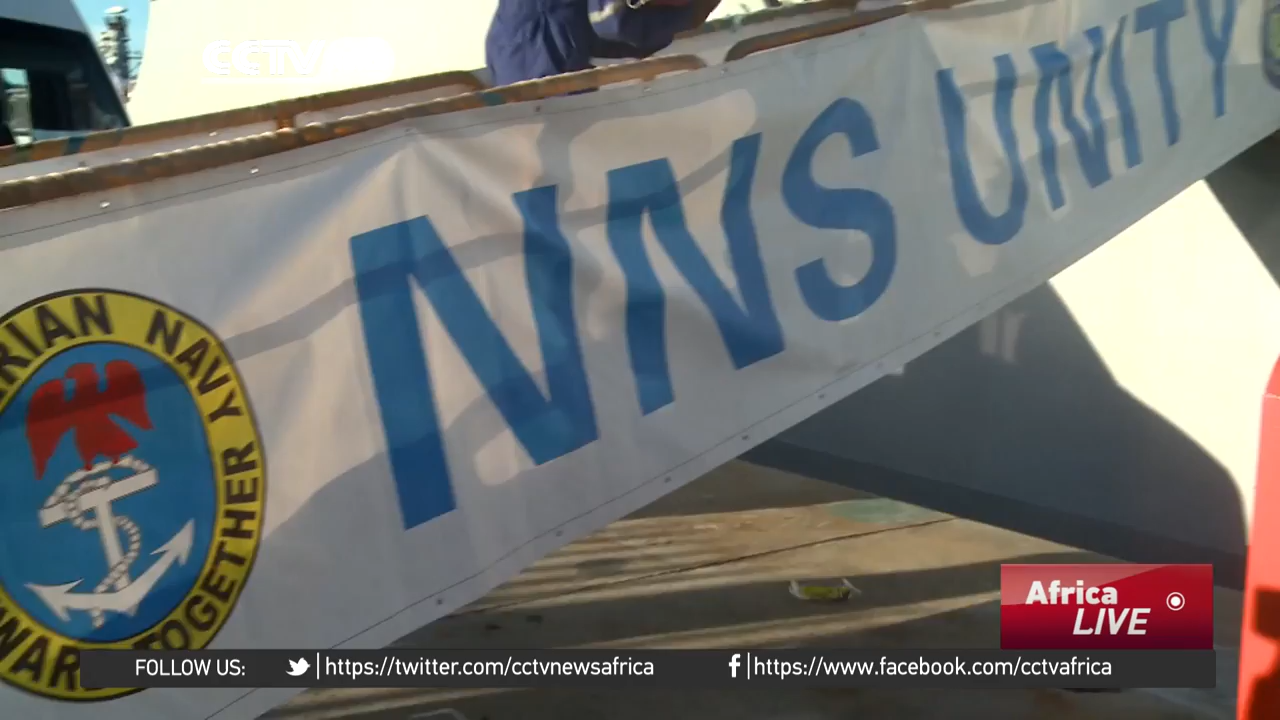 CCTV
NNS UNITY
RIAN NAVY
WAR TOGETHER
Africa
LIVE
FOLLOW US:
https://twitter.com/cctvnewsafrica
https://www.facebook.com/cctvafrica